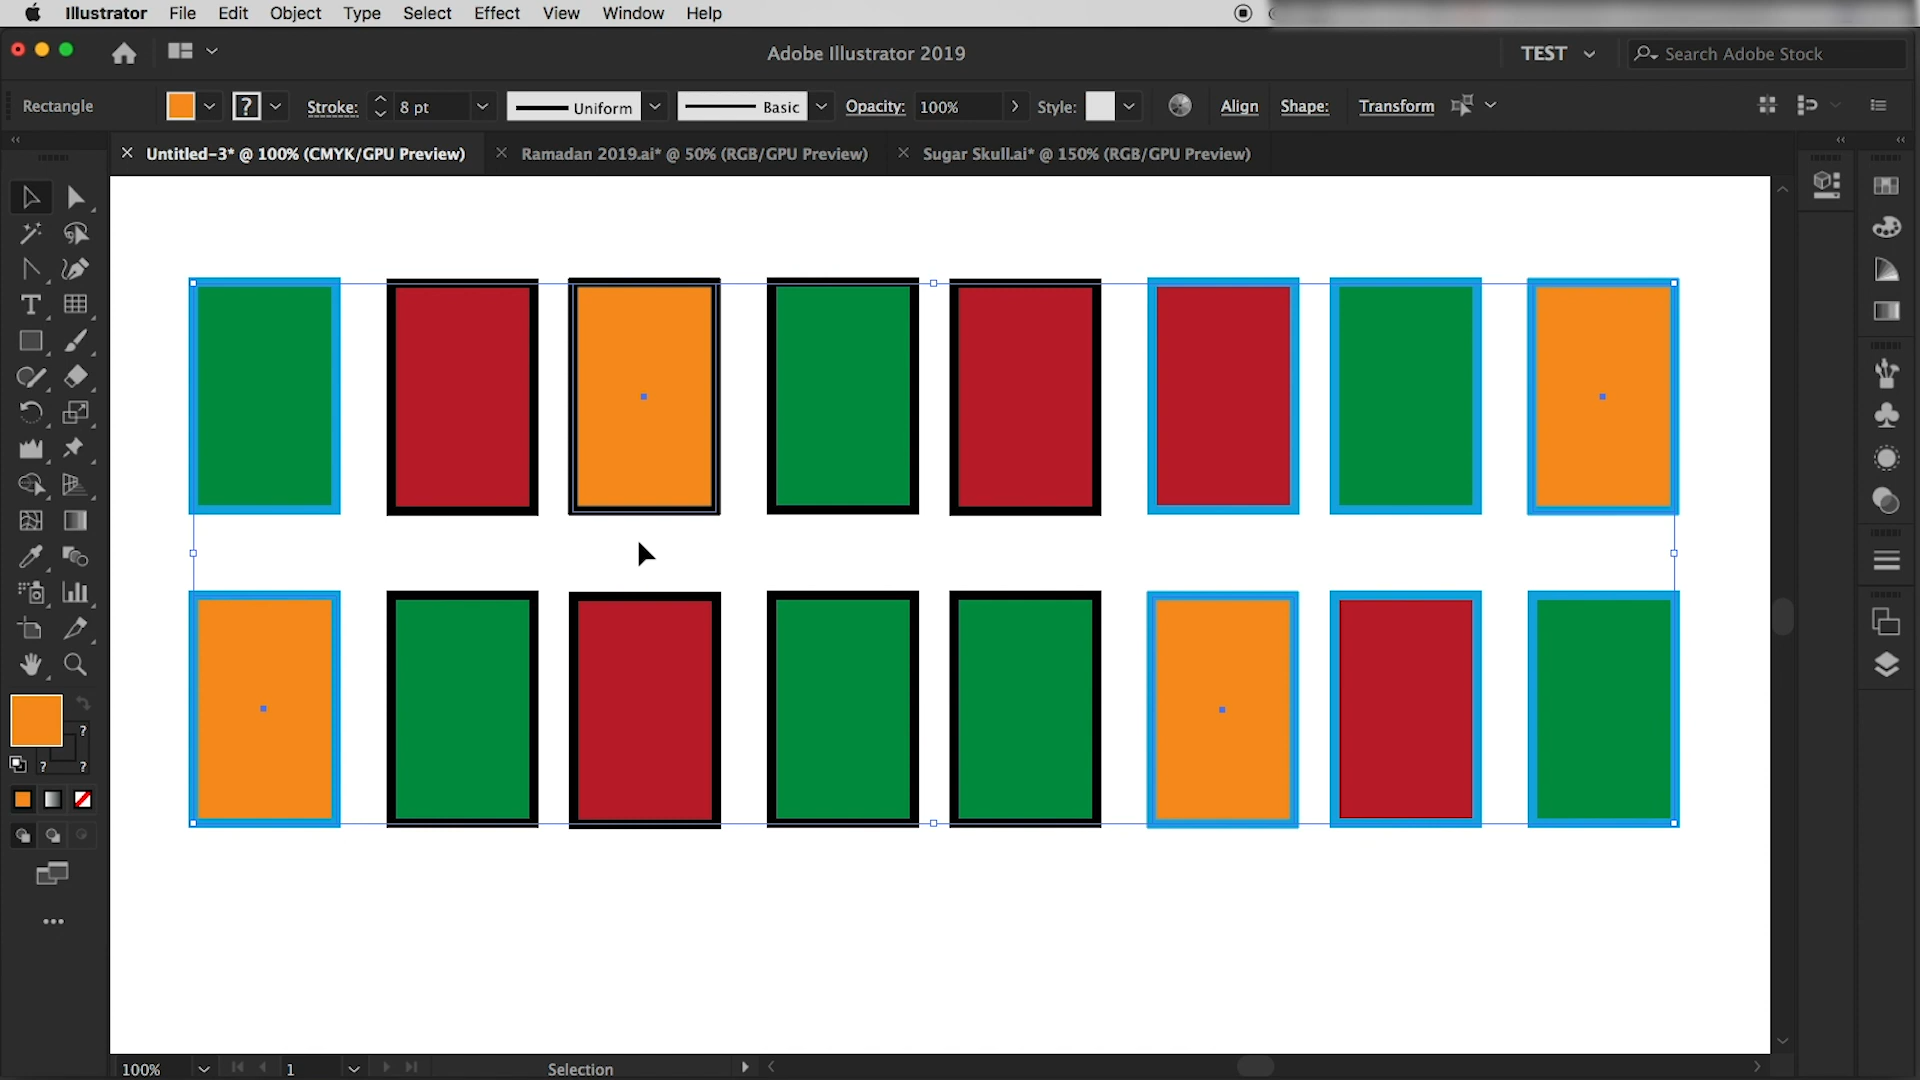 Illustrator File Edit Object Type Select Effect View Window Help
Adobe Illustrator 2019
TEST
Search Adobe Stock
Rectangle ? Stroke: 8 pt Uniform Basic Opacity: 100% Style: Align Shape: Transform
Untitled-3* @ 100% (CMYK/GPU Preview) Ramadan 2019.ai* @ 50% (RGB/GPU Preview) Sugar Skull.ai* @ 150% (RGB/GPU Preview)
?
? ?
100% 1 Selection